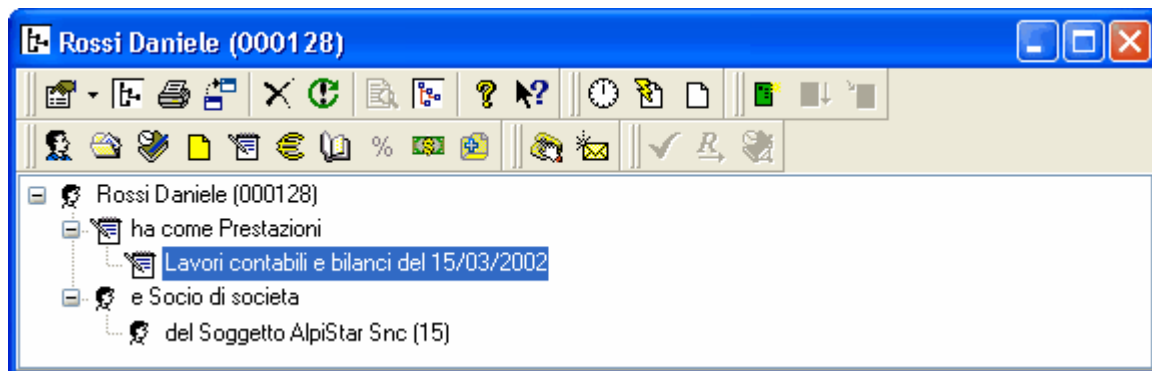 Rossi Daniele (000128)
Rossi Daniele (000128)
ha come Prestazioni
Lavori contabili e bilanci del 15/03/2002
e Socio di societa
del Soggetto AlpiStar Snc (15)